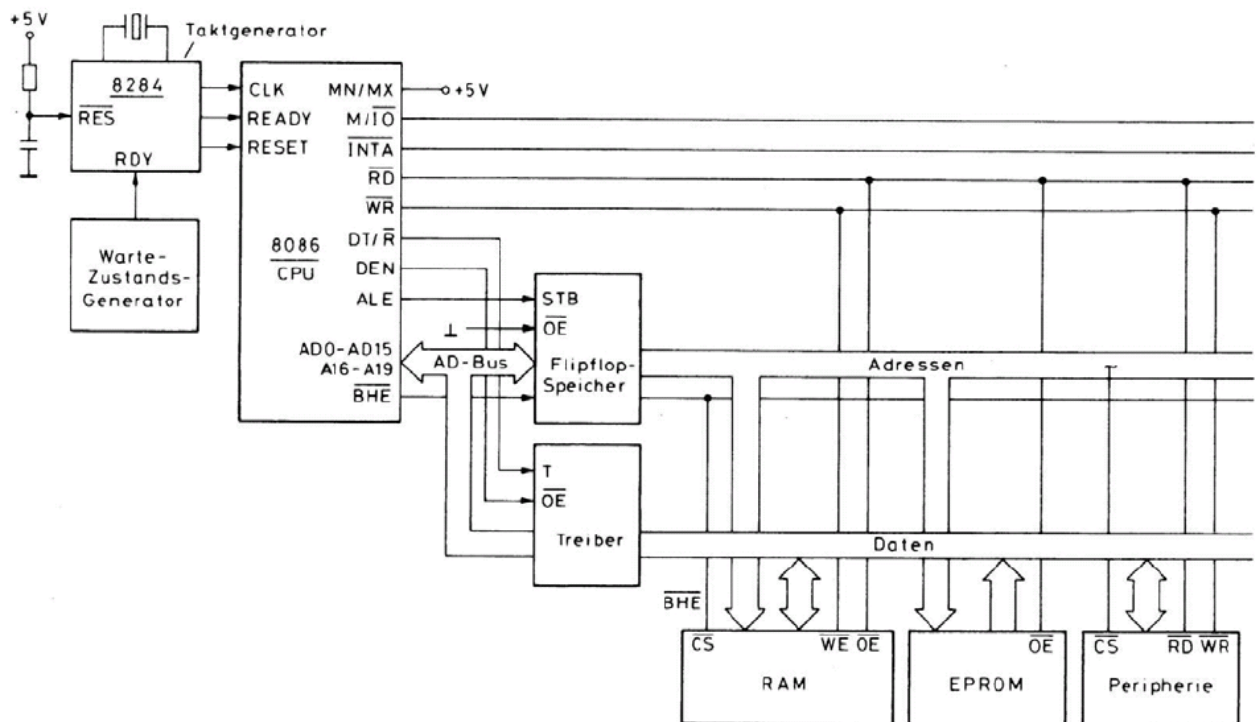 +5V
Taktgenerator
8284
RES
RDY
Warte-
Zustands-
Generator
CLK
READY
RESET
MN/MX
+5V
M/IO
INTA
RD
WR
DT/R
DEN
ALE
8086
CPU
AD0-AD15
A16-A19
BHE
AD-Bus
STB
OE
Flipflop-
Speicher
T
OE
Treiber
Adressen
Daten
BHE
CS
WE
OE
RAM
OE
EPROM
CS
RD
WR
Peripherie